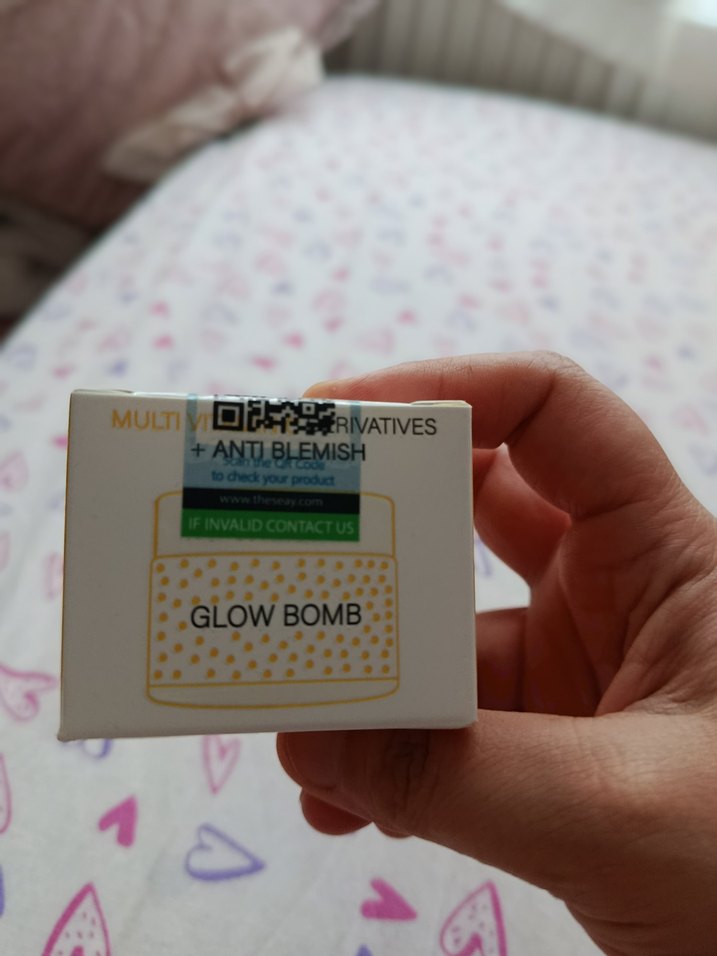 MULTI VI RIVATIVES
+ ANTI BLEMISH
Scan the QR Code
to check your product
www.theseay.com
IF INVALID CONTACT US
GLOW BOMB